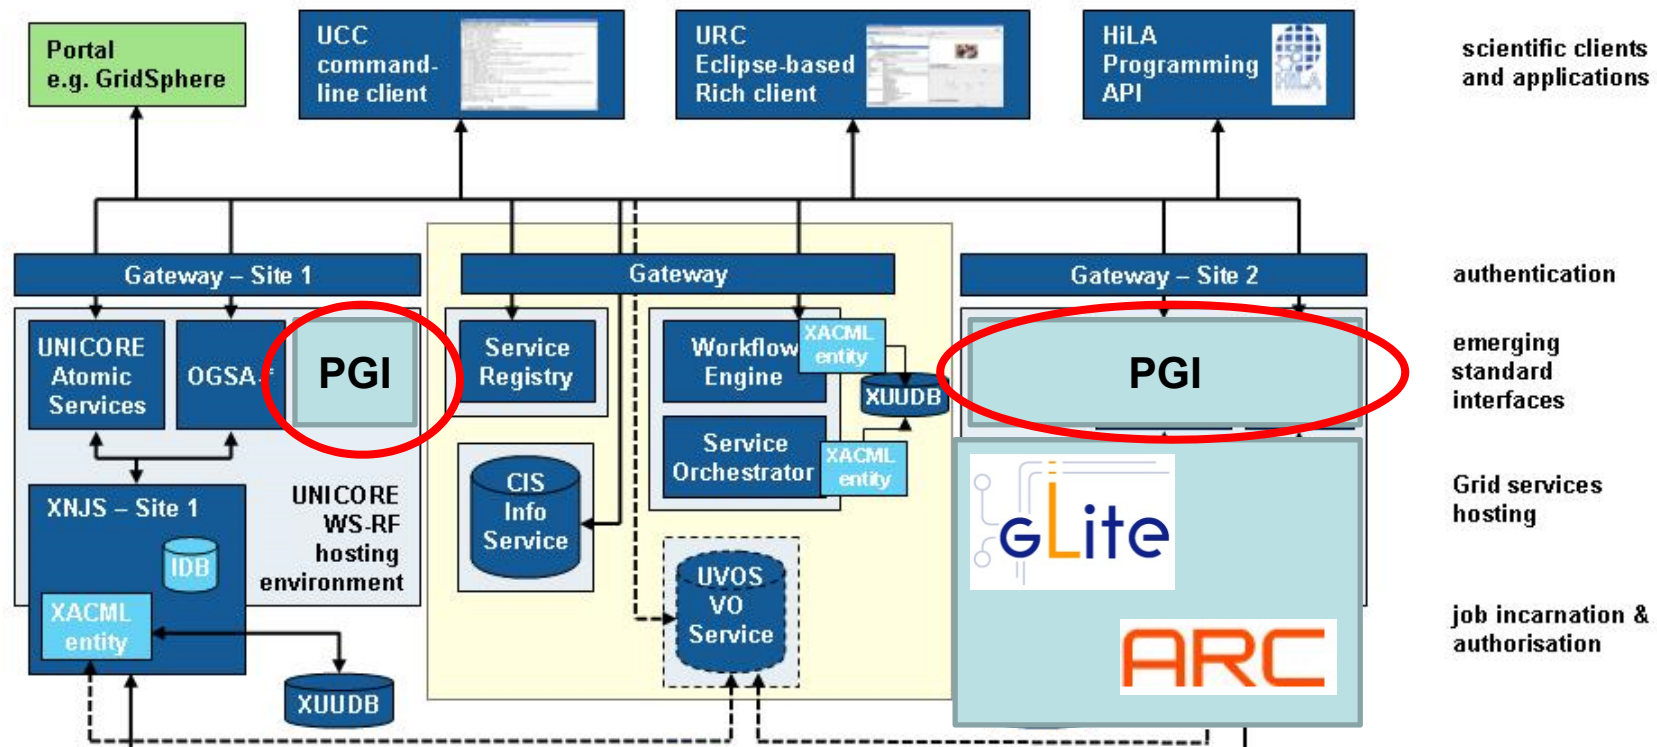 Portal
e.g. GridSphere
UCC
command-
line client
URC
Eclipse-based
Rich client
HiLA
Programming
API
HiLA
scientific clients
and applications
Gateway – Site 1
Gateway
Gateway – Site 2
authentication
UNICORE
Atomic
Services
OGSA-
PGI
Service
Registry
Workflow
Engine
XACML
entity
XUUDB
PGI
emerging
standard
interfaces
Service
Orchestrator
XACML
entity
CIS
Info
Service
XNJS – Site 1
IDB
UNICORE
WS-RF
hosting
environment
gLite
Grid services
hosting
UVOS
VO
Service
XACML
entity
XUUDB
ARC
job incarnation &
authorisation